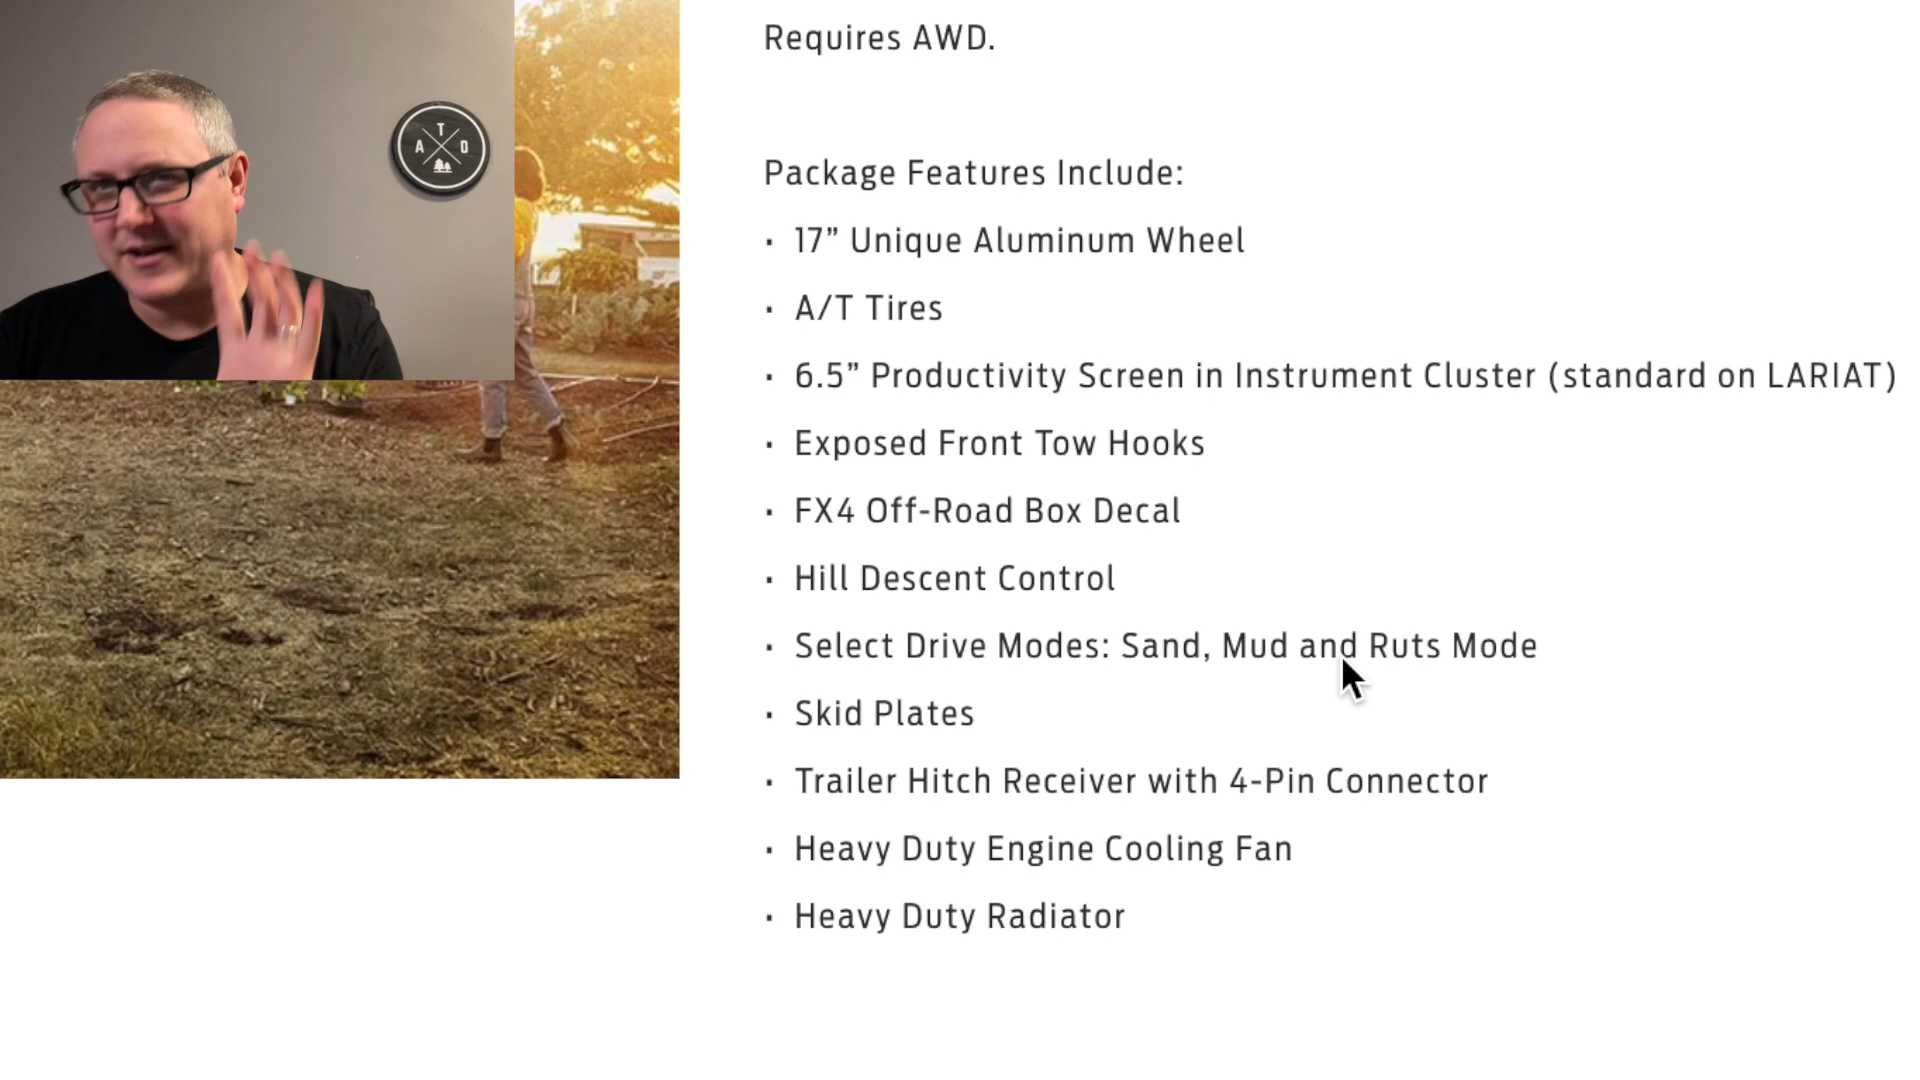 Requires AWD.
T
A
O
Package Features Include:
· 17” Unique Aluminum Wheel
· A/T Tires
· 6.5” Productivity Screen in Instrument Cluster (standard on LARIAT)
· Exposed Front Tow Hooks
· FX4 Off-Road Box Decal
· Hill Descent Control
· Select Drive Modes: Sand, Mud and Ruts Mode
· Skid Plates
· Trailer Hitch Receiver with 4-Pin Connector
· Heavy Duty Engine Cooling Fan
· Heavy Duty Radiator